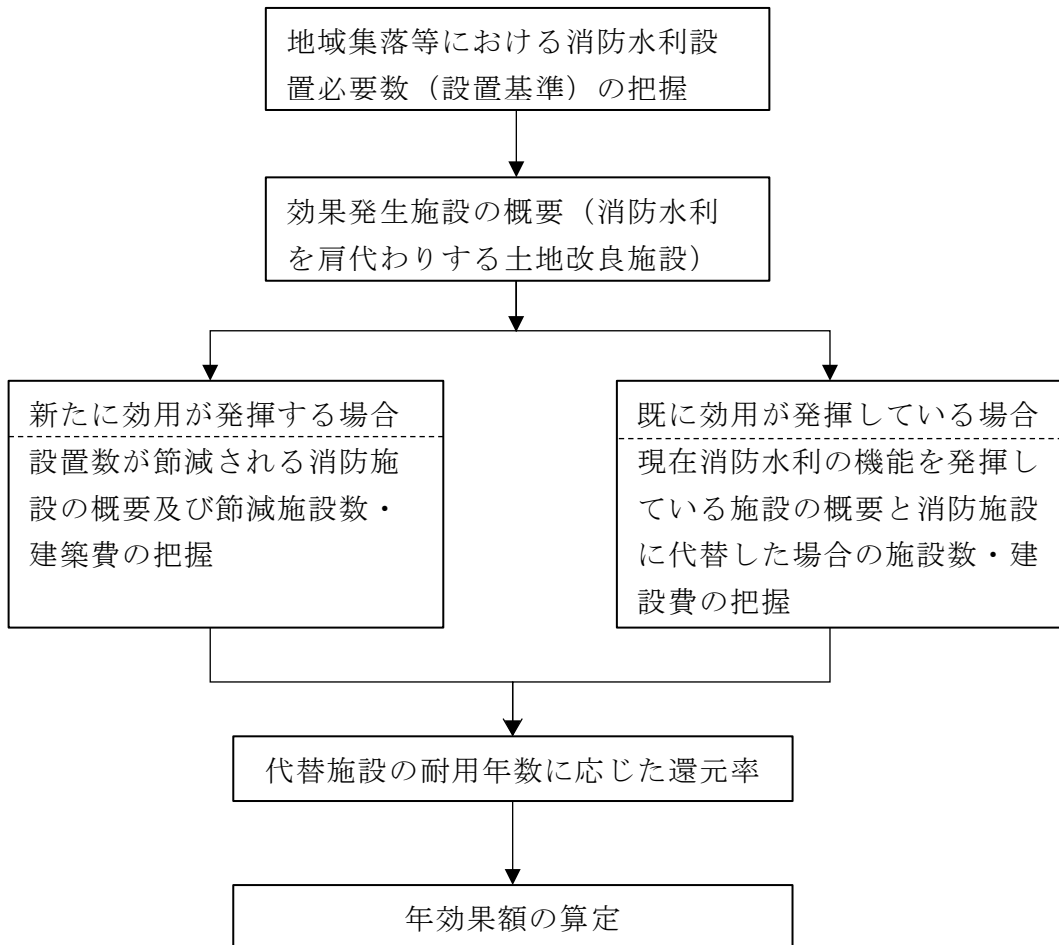 地域集落等における消防水利設
置必要数（設置基準）の把握
効果発生施設の概要（消防水利
を肩代わりする土地改良施設）
新たに効用が発揮する場合
設置数が節減される消防施
設の概要及び節減施設数・
建築費の把握
既に効用が発揮している場合
現在消防水利の機能を発揮し
ている施設の概要と消防施設
に代替した場合の施設数・建
設費の把握
代替施設の耐用年数に応じた還元率
年効果額の算定